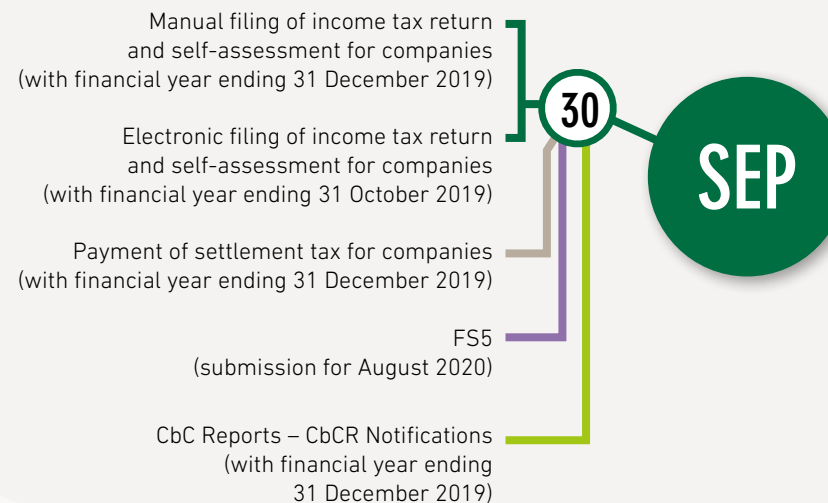 Manual filing of income tax return
and self-assessment for companies
(with financial year ending 31 December 2019)
30
SEP
Electronic filing of income tax return
and self-assessment for companies
(with financial year ending 31 October 2019)
Payment of settlement tax for companies
(with financial year ending 31 December 2019)
FS5
(submission for August 2020)
CbC Reports – CbCR Notifications
(with financial year ending
31 December 2019)